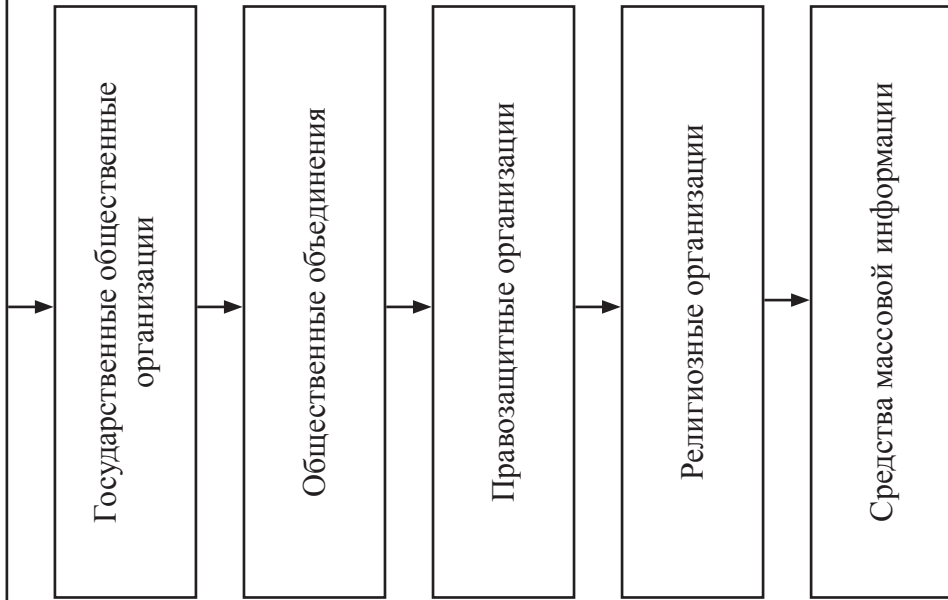 Государственные общественные
организации
Общественные объединения
Правозащитные организации
Религиозные организации
Средства массовой информации